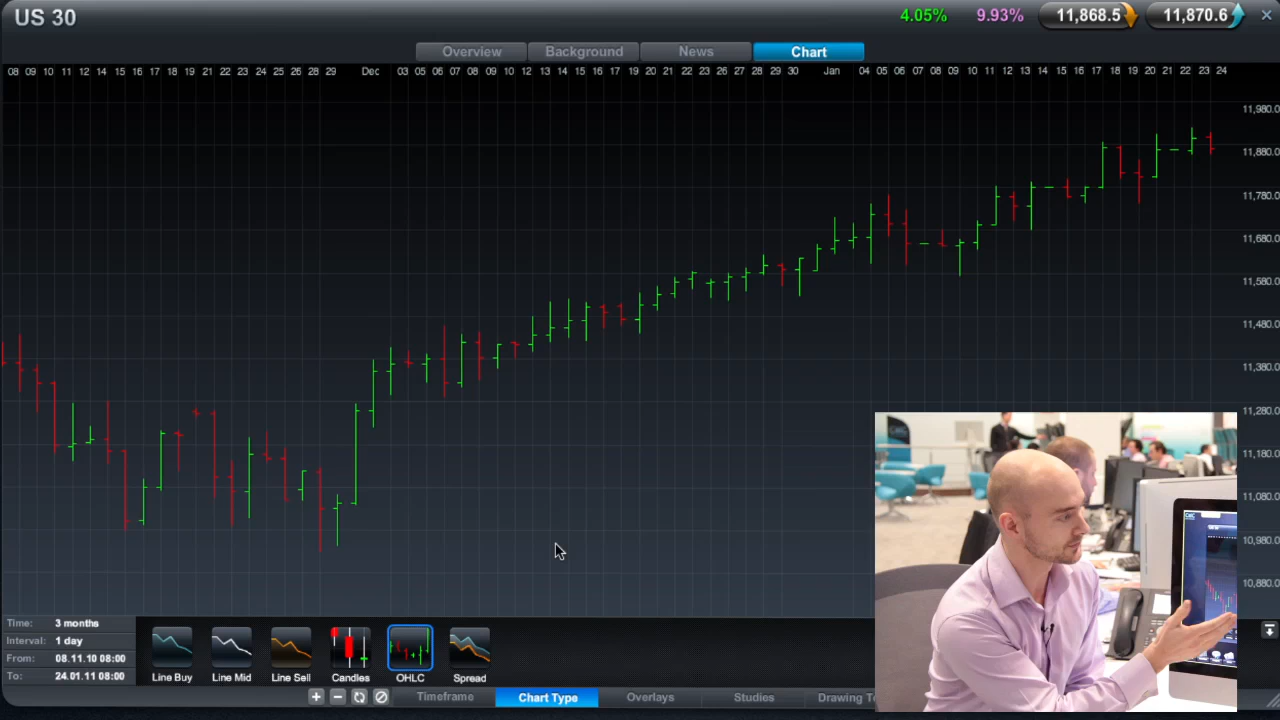 US 30 4.05% 9.93% 11,868.5 11,870.6
Overview Background News Chart
08 09 10 11 12 14 15 16 17 18 19 21 22 23 24 25 26 28 29 Dec 03 05 06 07 08 09 10 12 13 14 15 16 17 19 20 21 22 23 26 27 28 29 30 Jan 04 05 06 07 08 09 10 11 12 13 14 15 16 17 18 19 20 21 22 23 24
11,980.0
11,880.0
11,780.0
11,680.0
11,580.0
11,480.0
11,380.0
11,280.0
11,180.0
11,080.0
10,980.0
10,880.0
Time: 3 months
Interval: 1 day
From: 08.11.10 08:00
To: 24.01.11 08:00
Line Buy Line Mid Line Sell Candles OHLC Spread
Timeframe Chart Type Overlays Studies Drawing